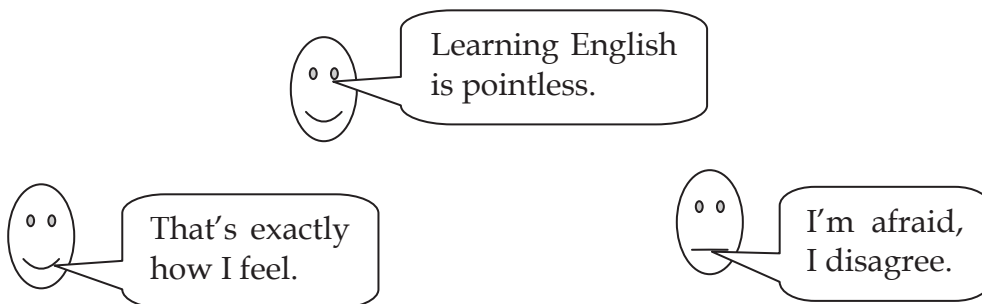 Learning English
is pointless.
That's exactly
how I feel.
I'm afraid,
I disagree.